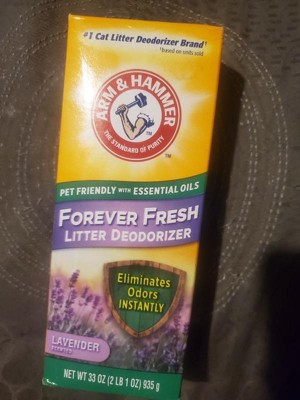 #1 Cat Litter Deodorizer Brand†
†based on units sold
ARM & HAMMER
THE STANDARD OF PURITY
TM
TM
PET FRIENDLY WITH ESSENTIAL OILS
FOREVER FRESH
LITTER DEODORIZER
Eliminates
Odors
INSTANTLY
LAVENDER
SCENTED
NET WT 33 OZ (2 LB 1 OZ) 935 g